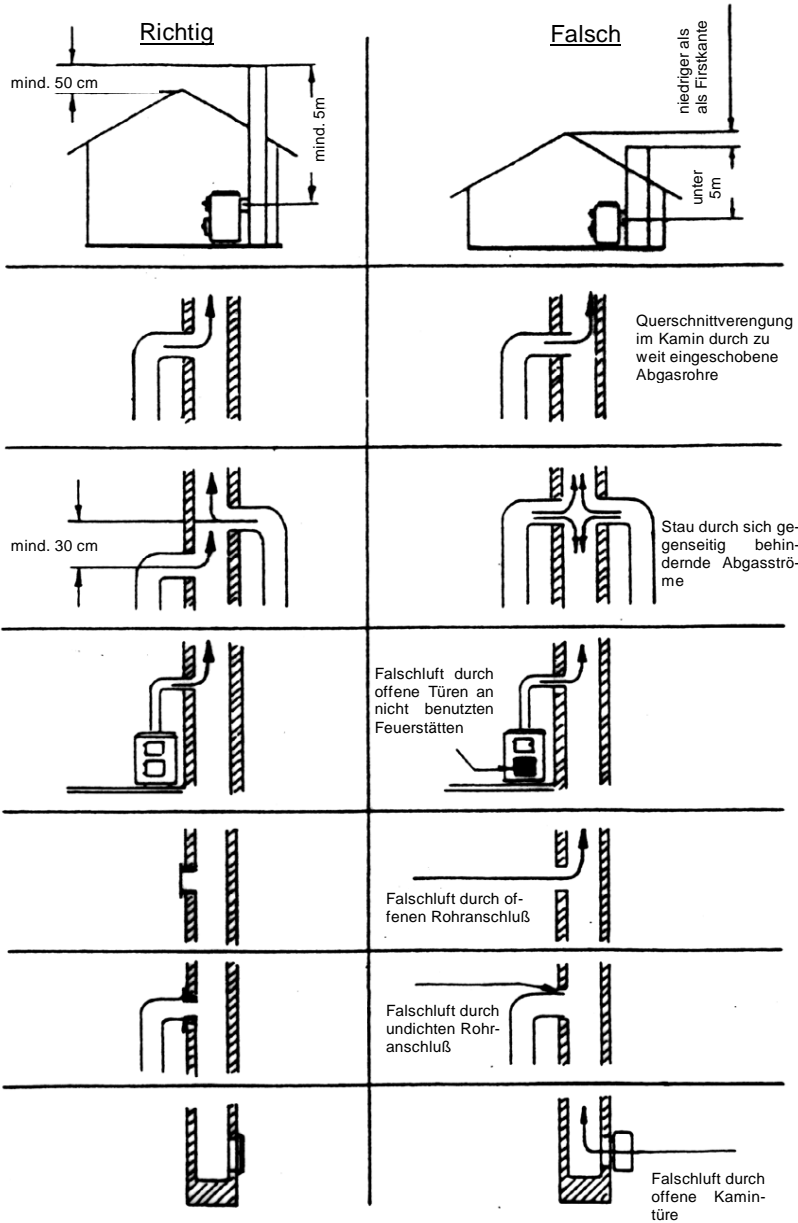 Richtig
Falsch
mind. 50 cm
mind. 5m
niedriger als
als Firstkante
unter
5m
Querschnittverengung
im Kamin durch zu
weit eingeschobene
Abgasrohre
mind. 30 cm
Stau durch sich ge-
genseitig behin-
dernde Abgasströ-
me
Falschluft durch
offene Türen an
nicht benutzten
Feuerstätten
Falschluft durch of-
fenen Rohranschluß
Falschluft durch
undichten Rohr-
anschluß
Falschluft durch
offene Kamin-
türe